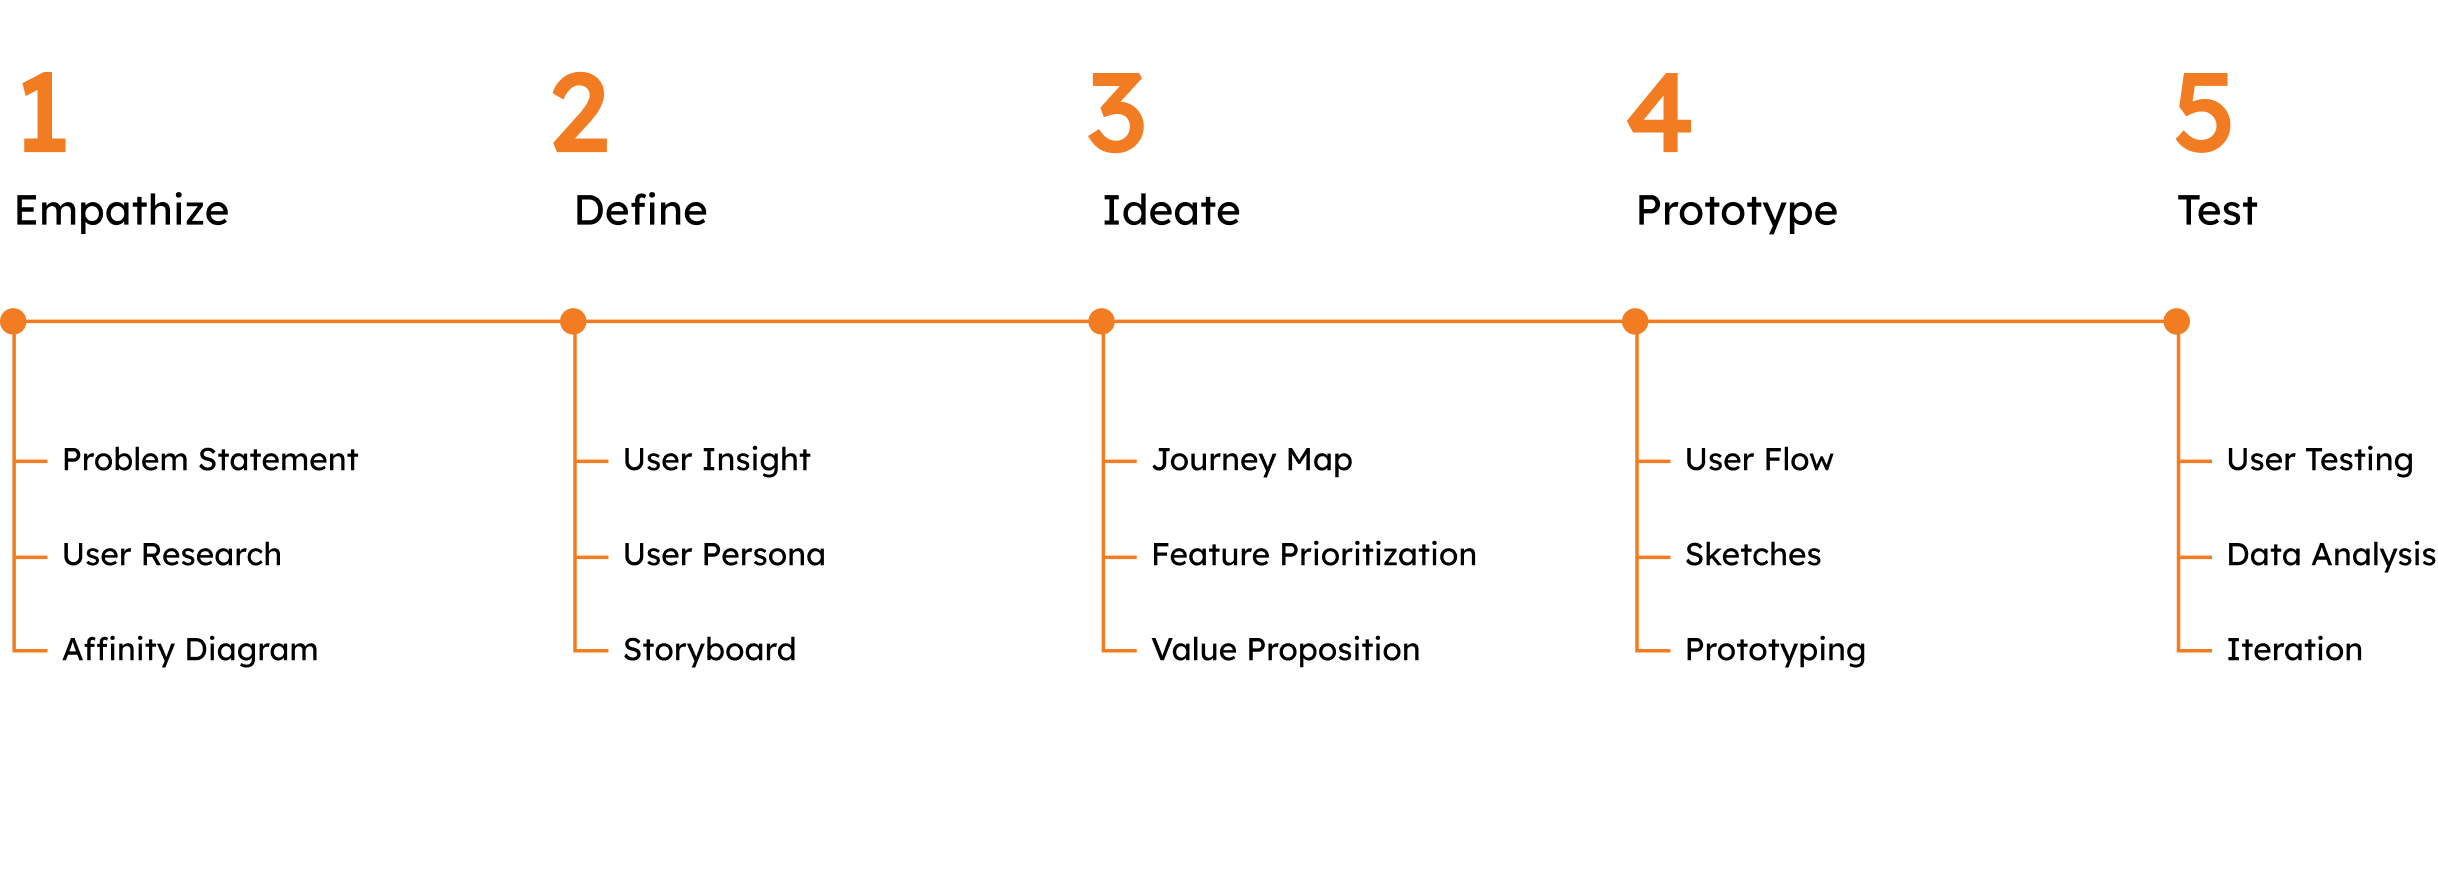 1
Empathize
Problem Statement
User Research
Affinity Diagram
2
Define
User Insight
User Persona
Storyboard
3
Ideate
Journey Map
Feature Prioritization
Value Proposition
4
Prototype
User Flow
Sketches
Prototyping
5
Test
User Testing
Data Analysis
Iteration